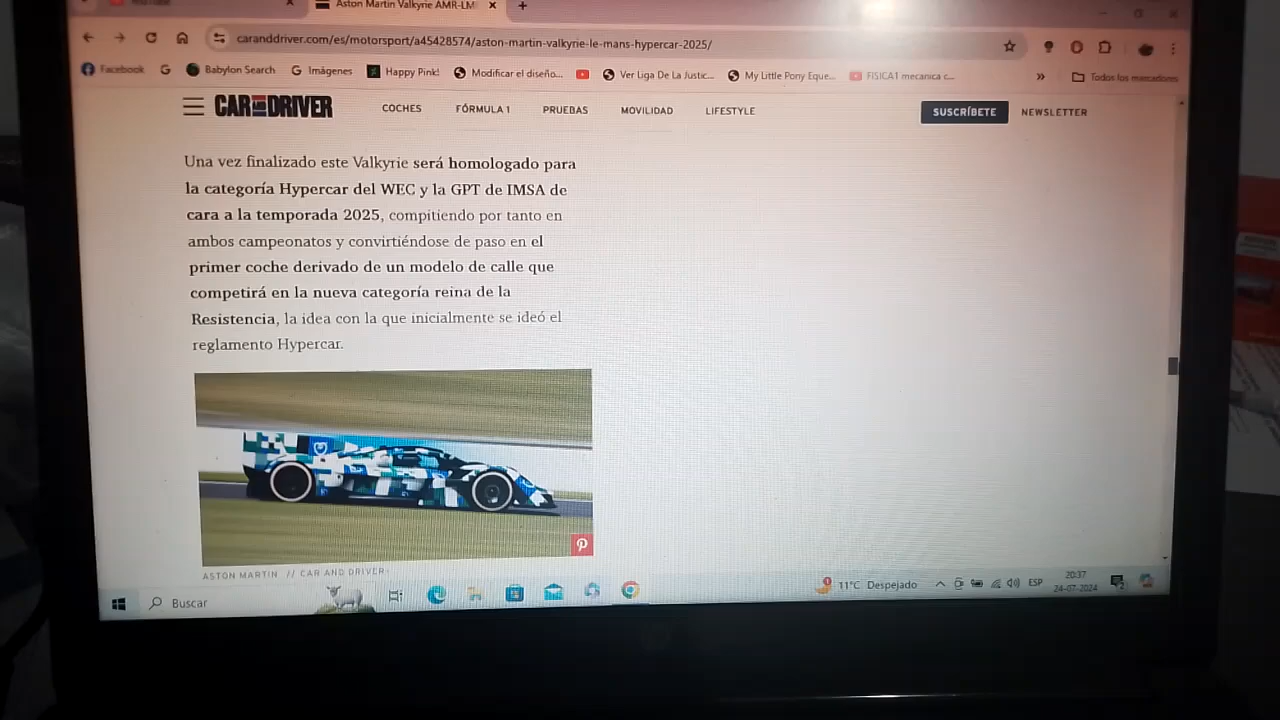 Aston Martin Valkyrie AMR-LM
caranddriver.com/es/motorsport/a45428574/aston-martin-valkyrie-le-mans-hypercar-2025/
Facebook
Babylon Search
Imágenes
Happy Pink!
Modificar el diseño...
Ver Liga De La Justic...
My Little Pony Eque...
FISICA1 mecanica c...
»
Todos los marcadores
CAR AND DRIVER
COCHES
FÓRMULA 1
PRUEBAS
MOVILIDAD
LIFESTYLE
SUSCRÍBETE
NEWSLETTER
Una vez finalizado este Valkyrie será homologado para
la categoría Hypercar del WEC y la GPT de IMSA de
cara a la temporada 2025, compitiendo por tanto en
ambos campeonatos y convirtiéndose de paso en el
primer coche derivado de un modelo de calle que
competirá en la nueva categoría reina de la
Resistencia, la idea con la que inicialmente se ideó el
reglamento Hypercar.
ASTON MARTIN // CAR AND DRIVER
Buscar
11°C Despejado
ESP
20:37
24-07-2024